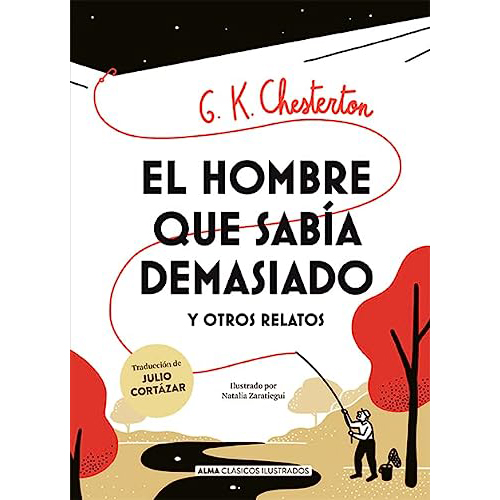 G. K. Chesterton
EL HOMBRE
QUE SABÍA
DEMASIADO
Y OTROS RELATOS
Traducción de
JULIO
CORTÁZAR
Ilustrado por
Natalia Zaratiegui
ALMA CLÁSICOS ILUSTRADOS